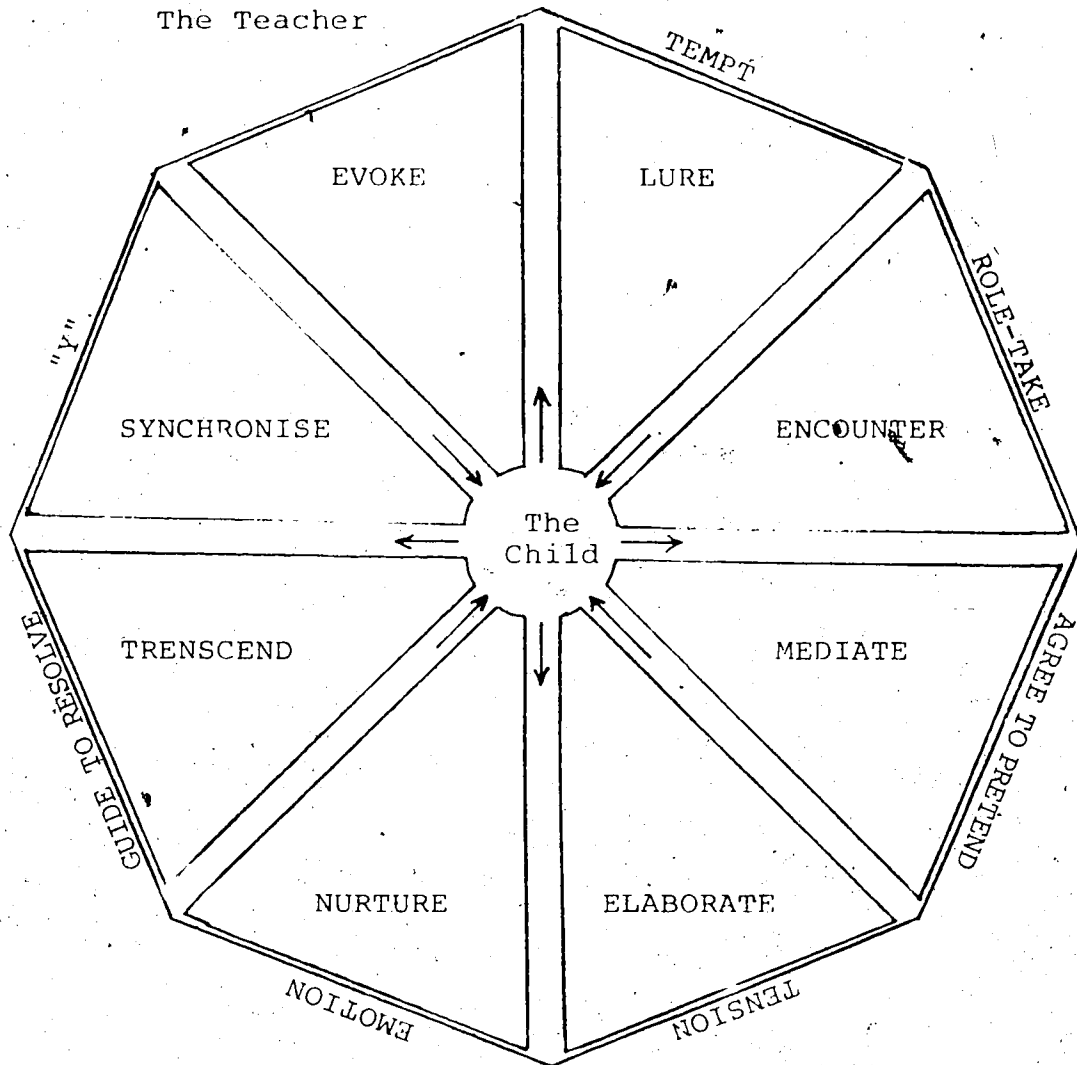 The Teacher
TEMPT
EVOKE
LURE
ROLE-TAKE
"Y"
SYNCHRONISE
ENCOUNTER
The
Child
TRENSCEND
MEDIATE
GUIDE TO RESOLVE
AGREE TO PRETEND
NURTURE
ELABORATE
EMOTION
TENSION